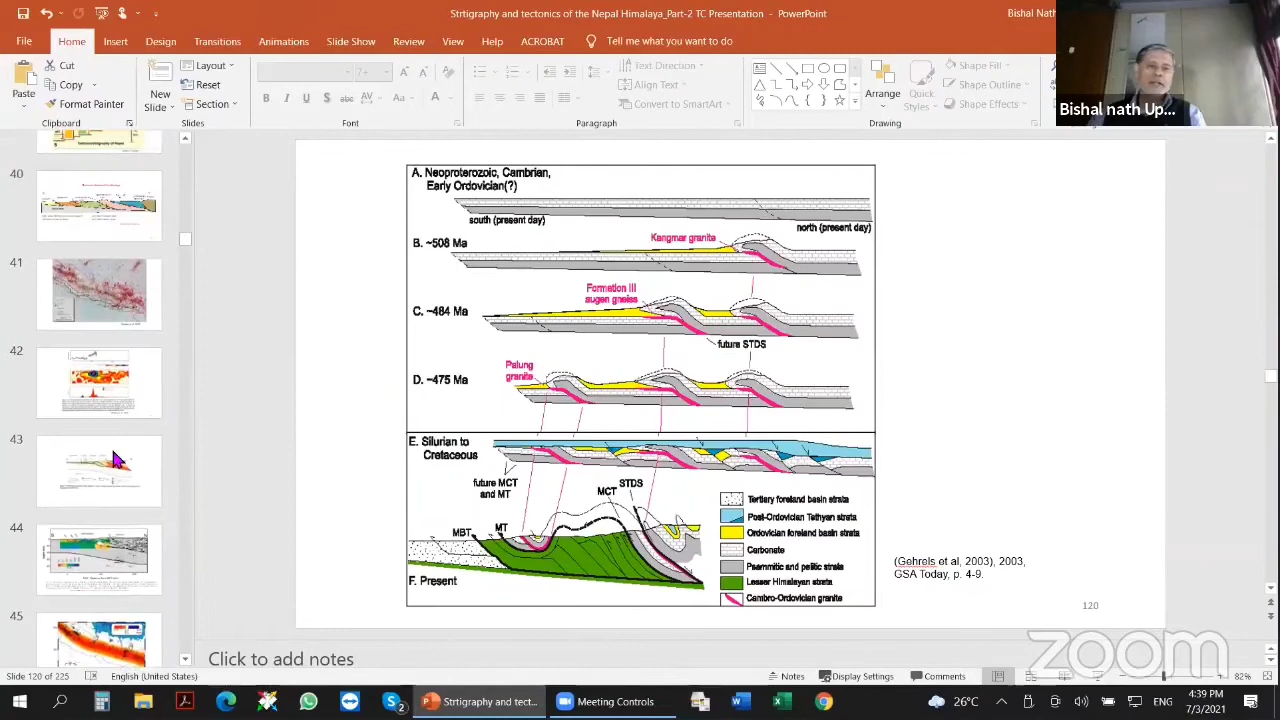 Strtigraphy and tectonics of the Nepal Himalaya_Part-2 TC Presentation - PowerPoint
Bishal Nath
File Home Insert Draw Design Transitions Animations Slide Show Review View Help ACROBAT Tell me what you want to do
Cut
Copy
Format Painter
Paste
Clipboard
New
Slide
Layout
Reset
Section
Slides
Font
Text Direction
Align Text
Convert to SmartArt
Paragraph
Arrange
Quick
Styles
Shape Fill
Shape Outline
Shape Effects
Drawing
Bishal nath Up...
40
41
42
43
44
45
A. Neoproterozoic, Cambrian,
Early Ordovician(?)
south (present day)
north (present day)
B. ~508 Ma
Kangmar granite
Formation III
augen gneiss
C. ~484 Ma
future STDS
Palung
granite
D. ~475 Ma
E. Silurian to
Cretaceous
future MCT
and MT
MCT
STDS
MBT
MT
F. Present
Tertiary foreland basin strata
Post-Ordovician Tethyan strata
Ordovician foreland basin strata
Carbonate
Psammitic and pelitic strata
Lesser Himalayan strata
Cambro-Ordovician granite
(Gehrels et al, 2003), 2003,
GSA Today, p. 4-9.
120
zoom
Click to add notes
Slide 120 of 225
English (United States)
Notes
Display Settings
Comments
82%
2
Strtigraphy and tect...
Meeting Controls
26°C
ENG
4:39 PM
7/3/2021